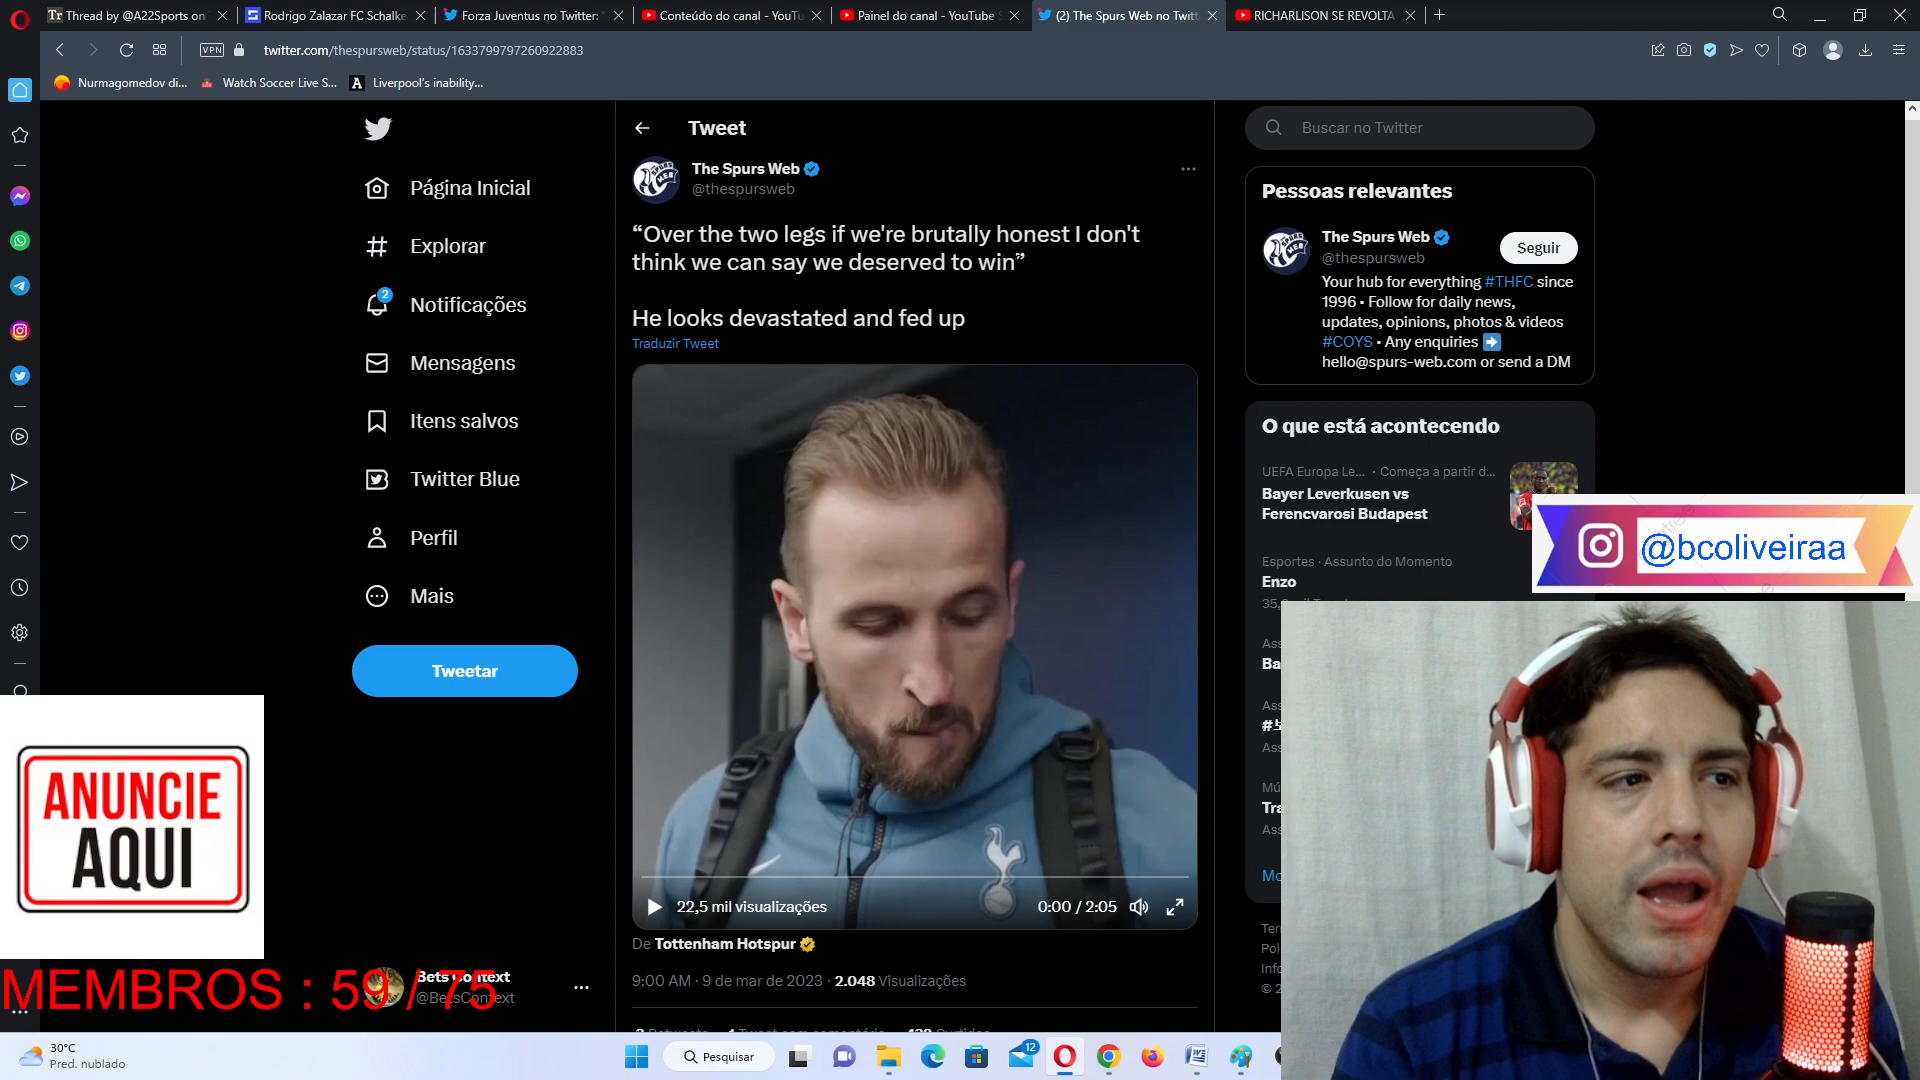 Thread by @A22Sports on
Rodrigo Zalazar FC Schalke
Forza Juventus no Twitter: "
Conteúdo do canal - YouTu
Painel do canal - YouTube S
(2) The Spurs Web no Twitt
RICHARLISON SE REVOLTA
VPN
twitter.com/thespursweb/status/1633799797260922883
Nurmagomedov di...
Watch Soccer Live S...
Liverpool's inability...
Página Inicial
Explorar
2
Notificações
Mensagens
Itens salvos
Twitter Blue
Perfil
Mais
Tweetar
Tweet
The Spurs Web
@thespursweb
“Over the two legs if we're brutally honest I don't
think we can say we deserved to win”
He looks devastated and fed up
Traduzir Tweet
22,5 mil visualizações
0:00 / 2:05
De Tottenham Hotspur
9:00 AM · 9 de mar de 2023 · 2.048 Visualizações
Buscar no Twitter
Pessoas relevantes
The Spurs Web
@thespursweb
Seguir
Your hub for everything #THFC since
1996 • Follow for daily news,
updates, opinions, photos & videos
#COYS • Any enquiries
hello@spurs-web.com or send a DM
O que está acontecendo
UEFA Europa Le... · Começa a partir d...
Bayer Leverkusen vs
Ferencvarosi Budapest
Esportes · Assunto do Momento
Enzo
@bcoliveiraa
ANUNCIE
AQUI
MEMBROS : 59 / 75
Bets Context
@BetsContext
30°C
Pred. nublado
Pesquisar
12